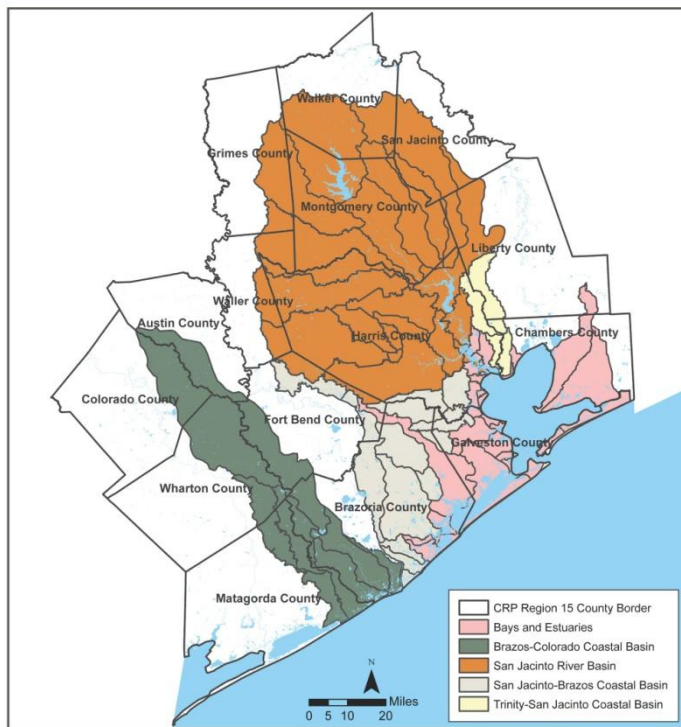 Walker County
San Jacinto County
Grimes County
Montgomery County
Liberty County
Waller County
Austin County
Harris County
Chambers County
Colorado County
Fort Bend County
Galveston County
Wharton County
Brazoria County
Matagorda County
N
Miles
0 5 10 20
CRP Region 15 County Border
Bays and Estuaries
Brazos-Colorado Coastal Basin
San Jacinto River Basin
San Jacinto-Brazos Coastal Basin
Trinity-San Jacinto Coastal Basin